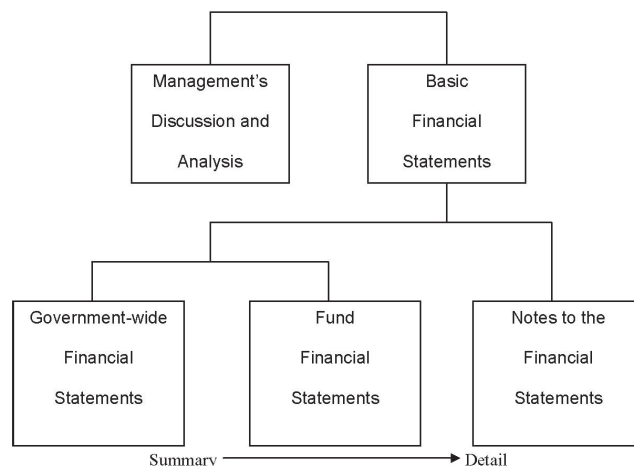 Management's
Discussion and
Analysis
Basic
Financial
Statements
Government-wide
Financial
Statements
Fund
Financial
Statements
Notes to the
Financial
Statements
Summary
Detail